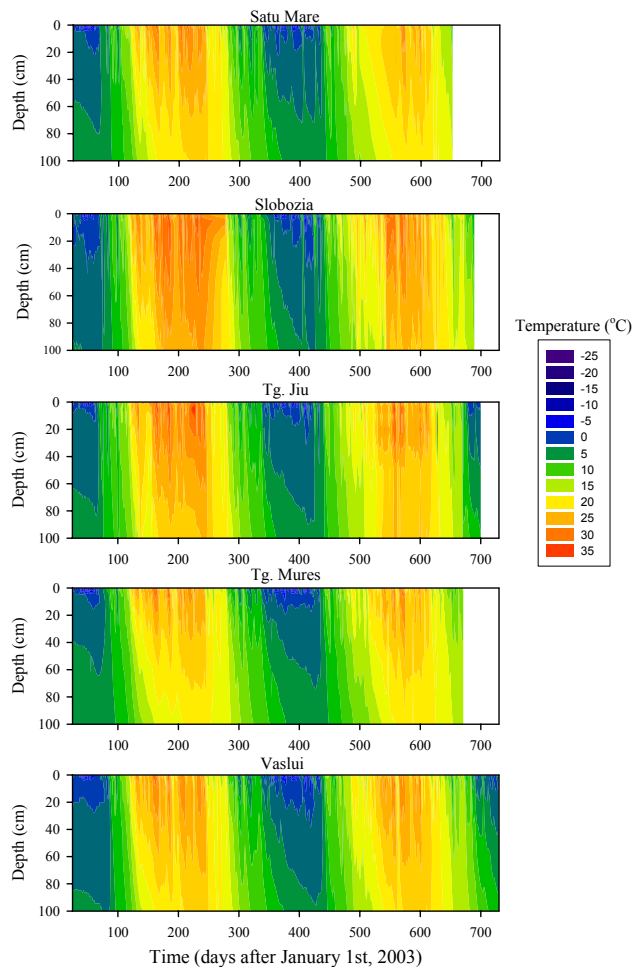 Satu Mare
0
20
40
60
80
100
Depth (cm)
100 200 300 400 500 600 700
Slobozia
0
20
40
60
80
100
Depth (cm)
100 200 300 400 500 600 700
Tg. Jiu
0
20
40
60
80
100
Depth (cm)
100 200 300 400 500 600 700
Tg. Mures
0
20
40
60
80
100
Depth (cm)
100 200 300 400 500 600 700
Vaslui
0
20
40
60
80
100
Depth (cm)
100 200 300 400 500 600 700
Time (days after January 1st, 2003)
Temperature (°C)
-25
-20
-15
-10
-5
0
5
10
15
20
25
30
35